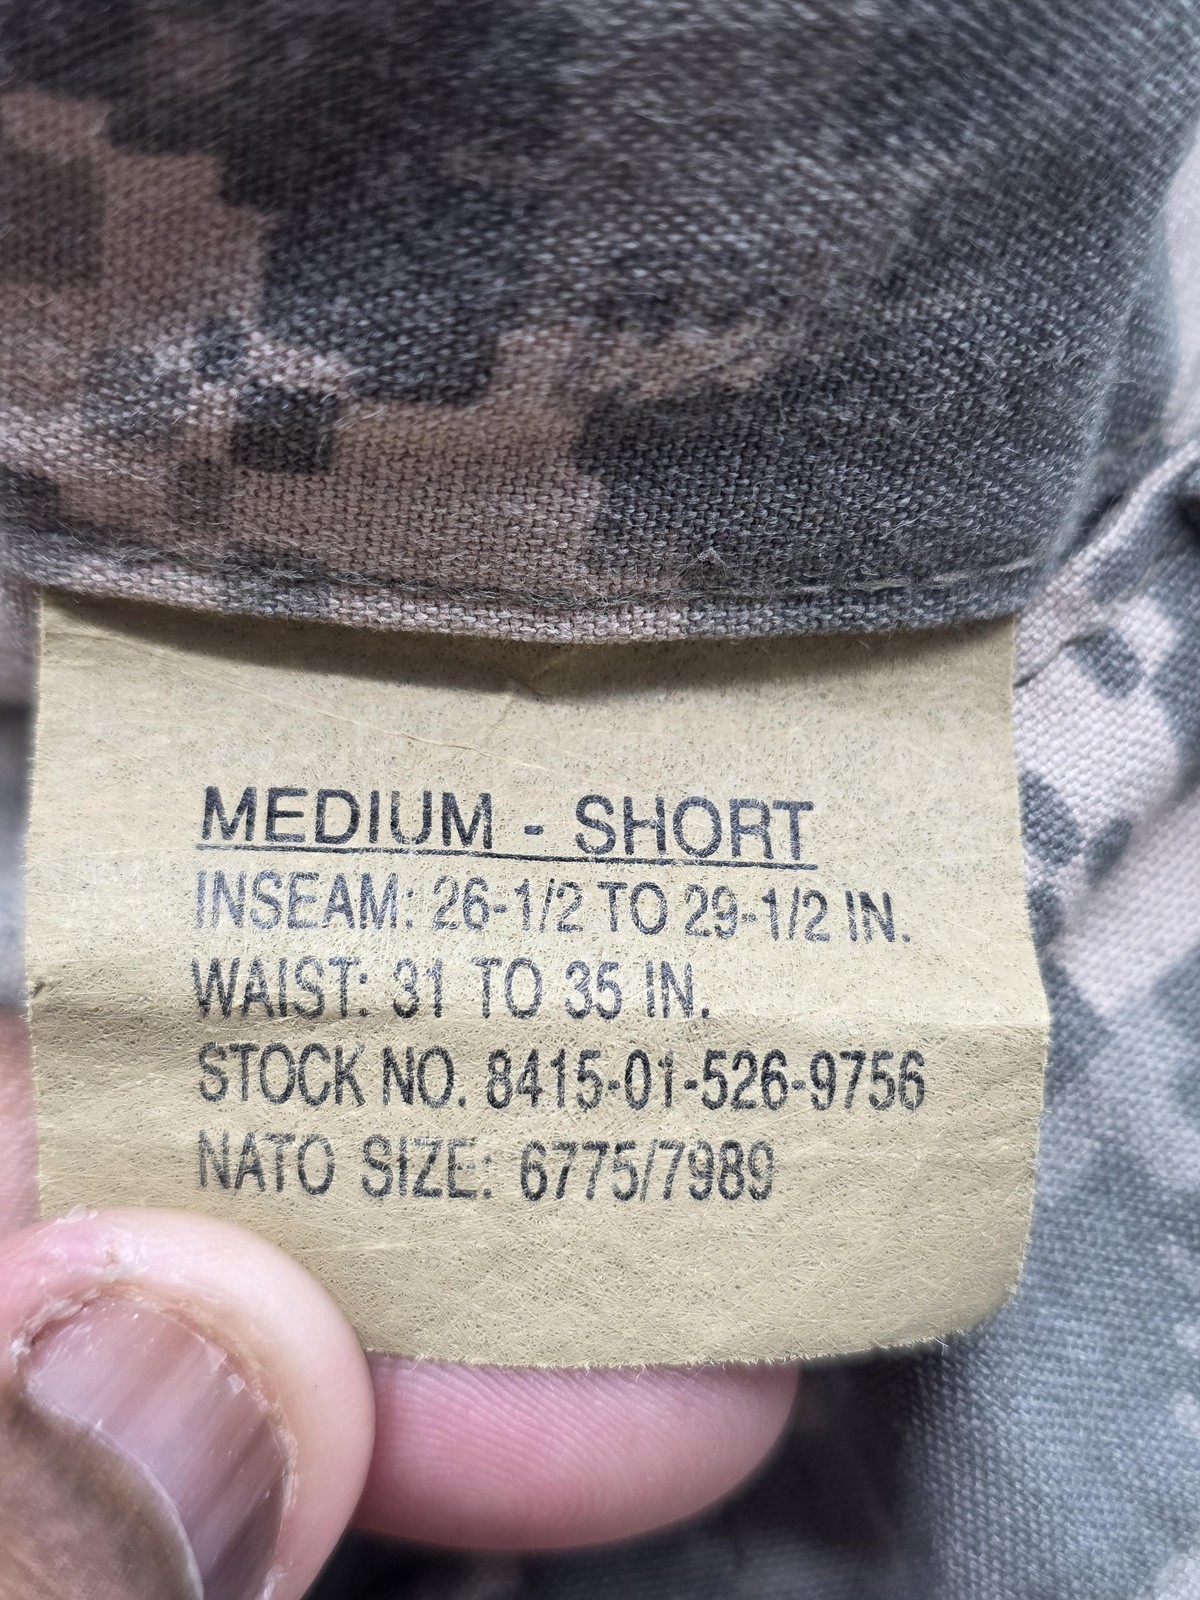 MEDIUM - SHORT
INSEAM: 26-1/2 TO 29-1/2 IN.
WAIST: 31 TO 35 IN.
STOCK NO. 8415-01-526-9756
NATO SIZE: 6775/7989